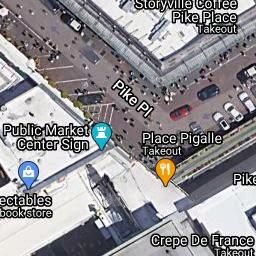 Storyville Coffee
Pike Place
Takeout
Pike Pl
Public Market
Center Sign
Place Pigalle
Takeout
Pike
ectables
book store
Crepe De France
Takeout